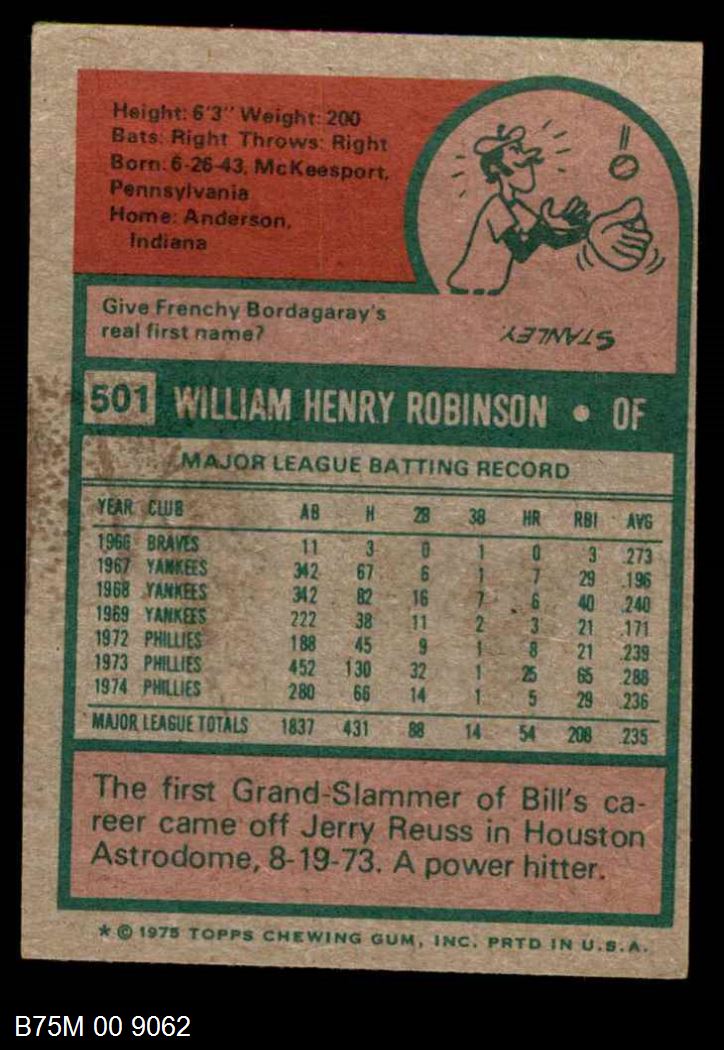 Height: 6'3" Weight: 200
Bats: Right Throws: Right
Born: 6-26-43, McKeesport,
Pennsylvania
Home: Anderson,
Indiana
Give Frenchy Bordagaray's
real first name?
STANLEY.
501 WILLIAM HENRY ROBINSON • OF
MAJOR LEAGUE BATTING RECORD
YEAR CLUB AB H 2B 3B HR RBI AVG
1966 BRAVES 11 3 0 1 0 3 .273
1967 YANKEES 342 67 6 1 7 29 .196
1968 YANKEES 342 82 16 7 6 40 .240
1969 YANKEES 222 38 11 2 3 21 .171
1972 PHILLIES 188 45 9 1 8 21 .239
1973 PHILLIES 452 130 32 1 25 65 .288
1974 PHILLIES 280 66 14 1 5 29 .236
MAJOR LEAGUE TOTALS 1837 431 88 14 54 208 .235
The first Grand-Slammer of Bill's ca-
reer came off Jerry Reuss in Houston
Astrodome, 8-19-73. A power hitter.
* © 1975 TOPPS CHEWING GUM, INC. PRTD IN U.S.A.
B75M 00 9062